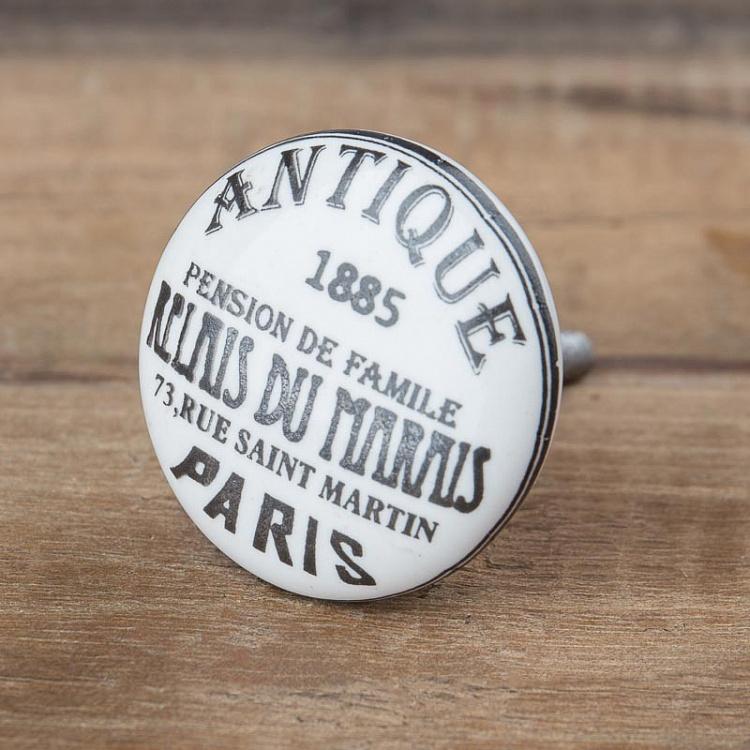 ANTIQUE
1885
PENSION DE FAMILE
RELAIS DU MARAIS
73,RUE SAINT MARTIN
PARIS